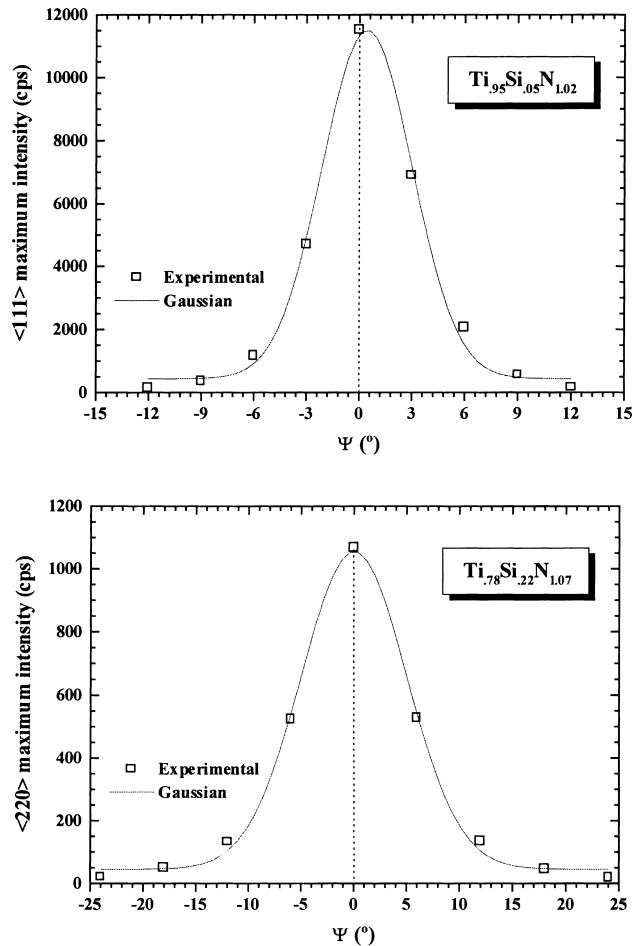 12000
10000
8000
6000
4000
2000
0
<111> maximum intensity (cps)
Ti.95Si.05N1.02
Experimental
Gaussian
-15 -12 -9 -6 -3 0 3 6 9 12 15
Ψ (º)
1200
1000
800
600
400
200
0
<220> maximum intensity (cps)
Ti.78Si.22N1.07
Experimental
Gaussian
-25 -20 -15 -10 -5 0 5 10 15 20 25
Ψ (º)